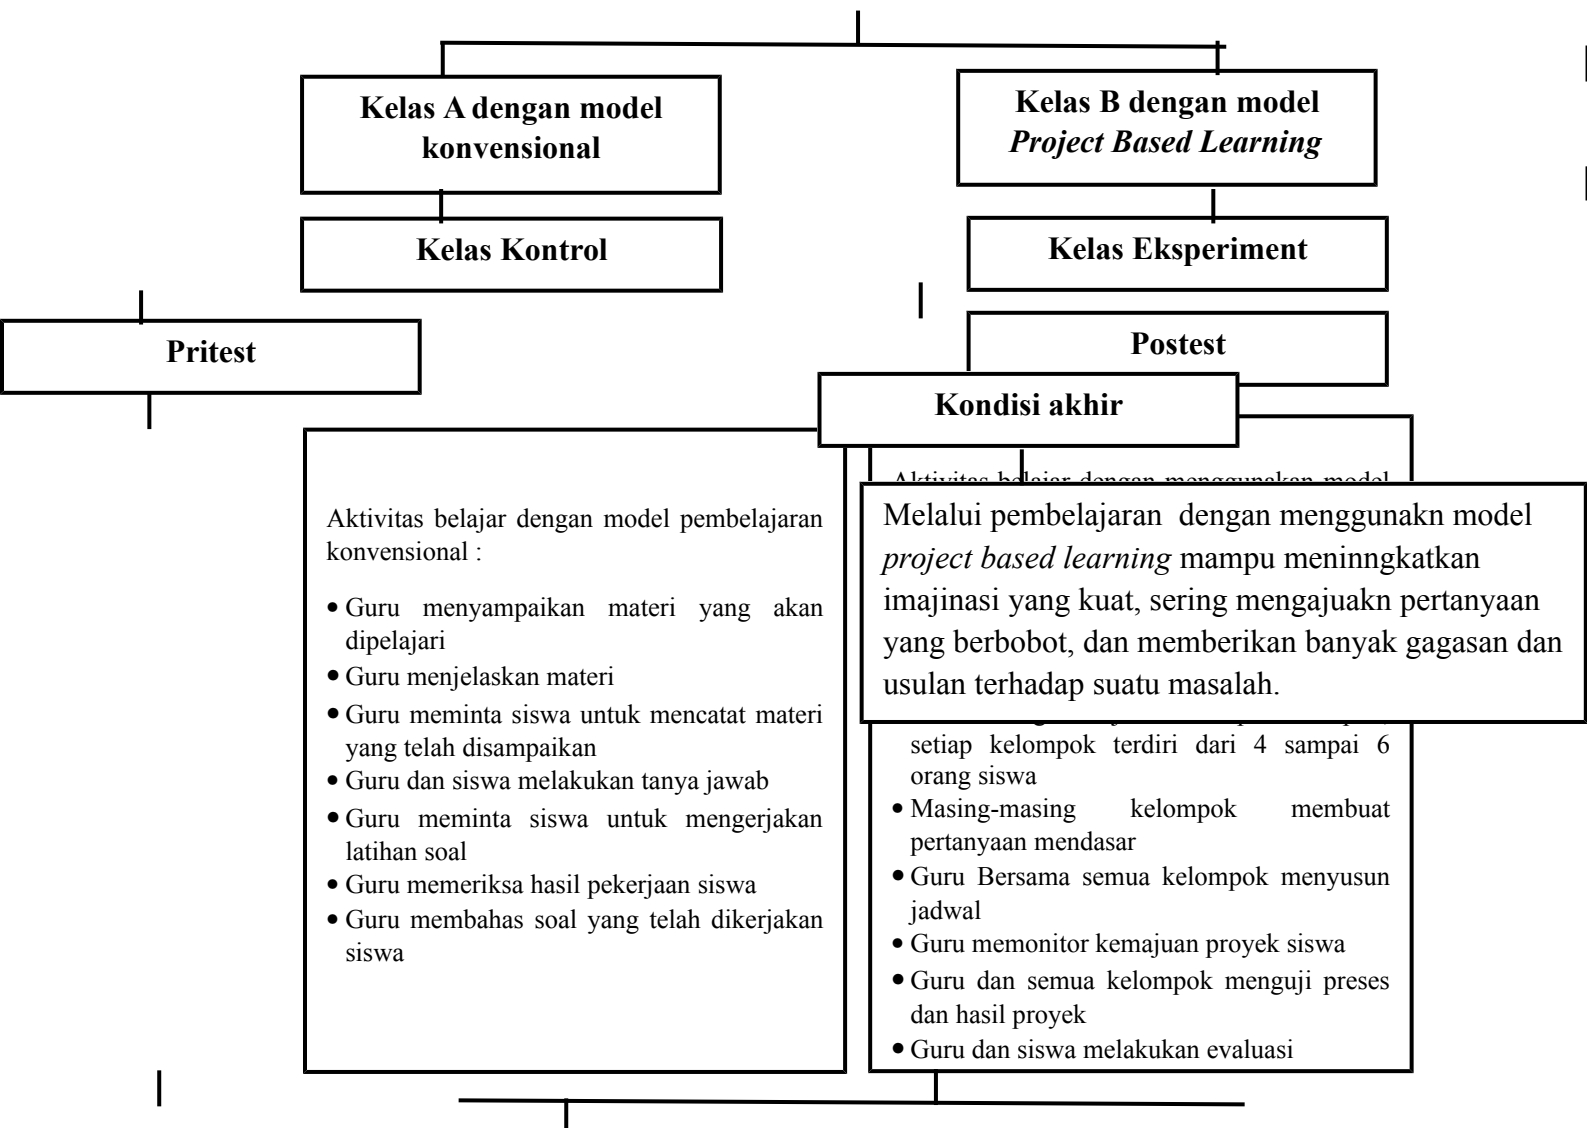 Kelas A dengan model
konvensional
Kelas B dengan model
Project Based Learning
Kelas Kontrol
Kelas Eksperiment
Pritest
Postest
Kondisi akhir
Aktivitas belajar dengan model pembelajaran
konvensional :
• Guru menyampaikan materi yang akan
dipelajari
• Guru menjelaskan materi
• Guru meminta siswa untuk mencatat materi
yang telah disampaikan
• Guru dan siswa melakukan tanya jawab
• Guru meminta siswa untuk mengerjakan
latihan soal
• Guru memeriksa hasil pekerjaan siswa
• Guru membahas soal yang telah dikerjakan
siswa
Aktivitas belajar dengan menggunakan model
Melalui pembelajaran dengan menggunakn model
project based learning mampu meninngkatkan
imajinasi yang kuat, sering mengajuakn pertanyaan
yang berbobot, dan memberikan banyak gagasan dan
usulan terhadap suatu masalah.
setiap kelompok terdiri dari 4 sampai 6
orang siswa
• Masing-masing kelompok membuat
pertanyaan mendasar
• Guru Bersama semua kelompok menyusun
jadwal
• Guru memonitor kemajuan proyek siswa
• Guru dan semua kelompok menguji preses
dan hasil proyek
• Guru dan siswa melakukan evaluasi